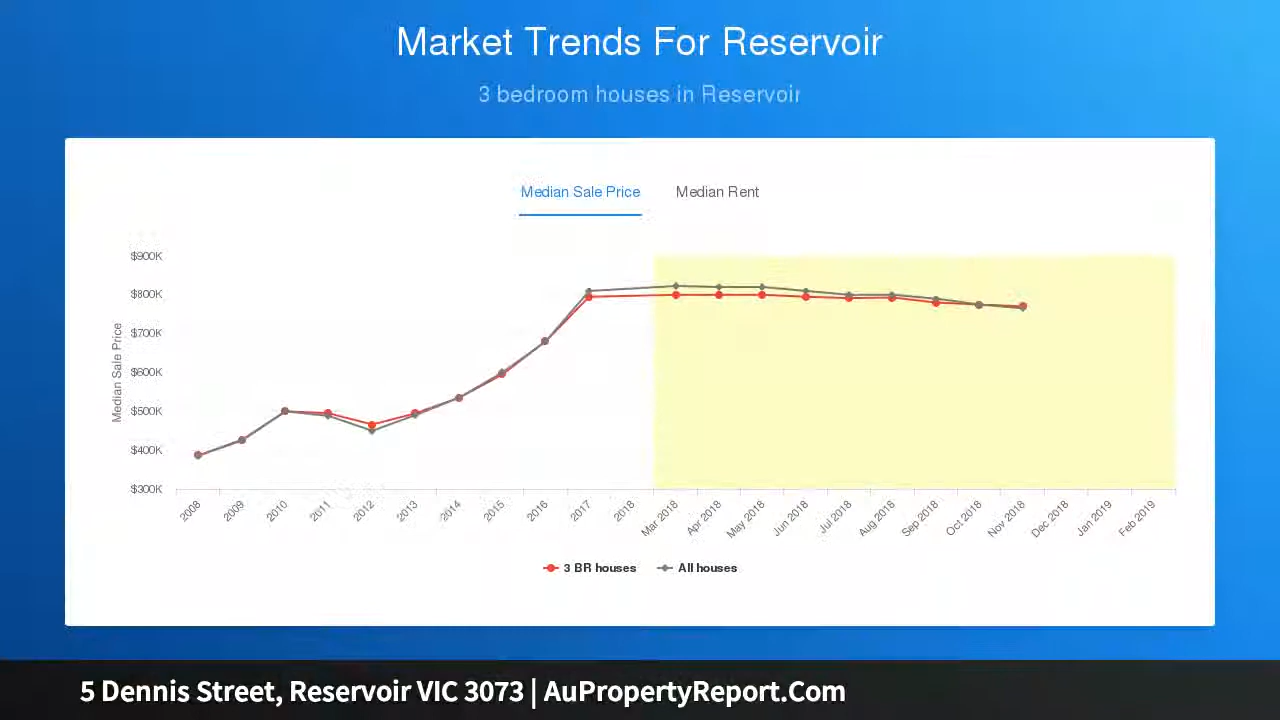 Market Trends For Reservoir
3 bedroom houses in Reservoir
Median Sale Price Median Rent
Median Sale Price
$900K
$800K
$700K
$600K
$500K
$400K
$300K
2008 2009 2010 2011 2012 2013 2014 2015 2016 2017 2018 Mar 2018 Apr 2018 May 2018 Jun 2018 Jul 2018 Aug 2018 Sep 2018 Oct 2018 Nov 2018 Dec 2018 Jan 2019 Feb 2019
3 BR houses All houses
5 Dennis Street, Reservoir VIC 3073 | AuPropertyReport.Com